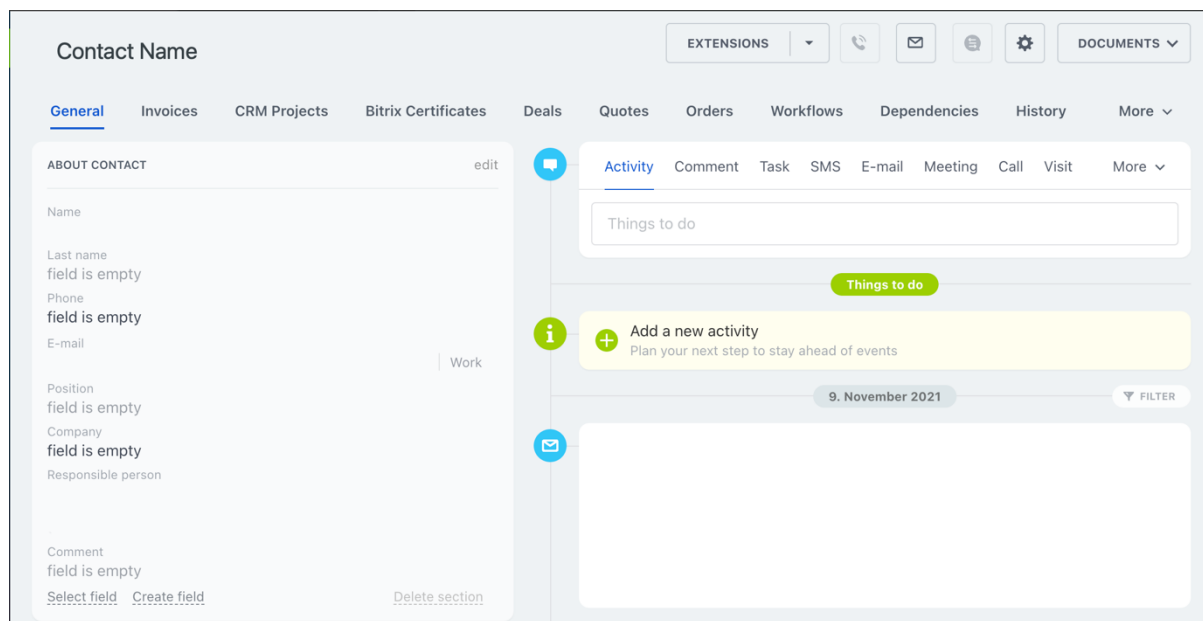 Contact Name
EXTENSIONS
DOCUMENTS
General Invoices CRM Projects Bitrix Certificates Deals Quotes Orders Workflows Dependencies History More
ABOUT CONTACT edit
Name
Last name
field is empty
Phone
field is empty
E-mail
Work
Position
field is empty
Company
field is empty
Responsible person
Comment
field is empty
Select field Create field Delete section
Activity Comment Task SMS E-mail Meeting Call Visit More
Things to do
Things to do
Add a new activity
Plan your next step to stay ahead of events
9. November 2021
FILTER